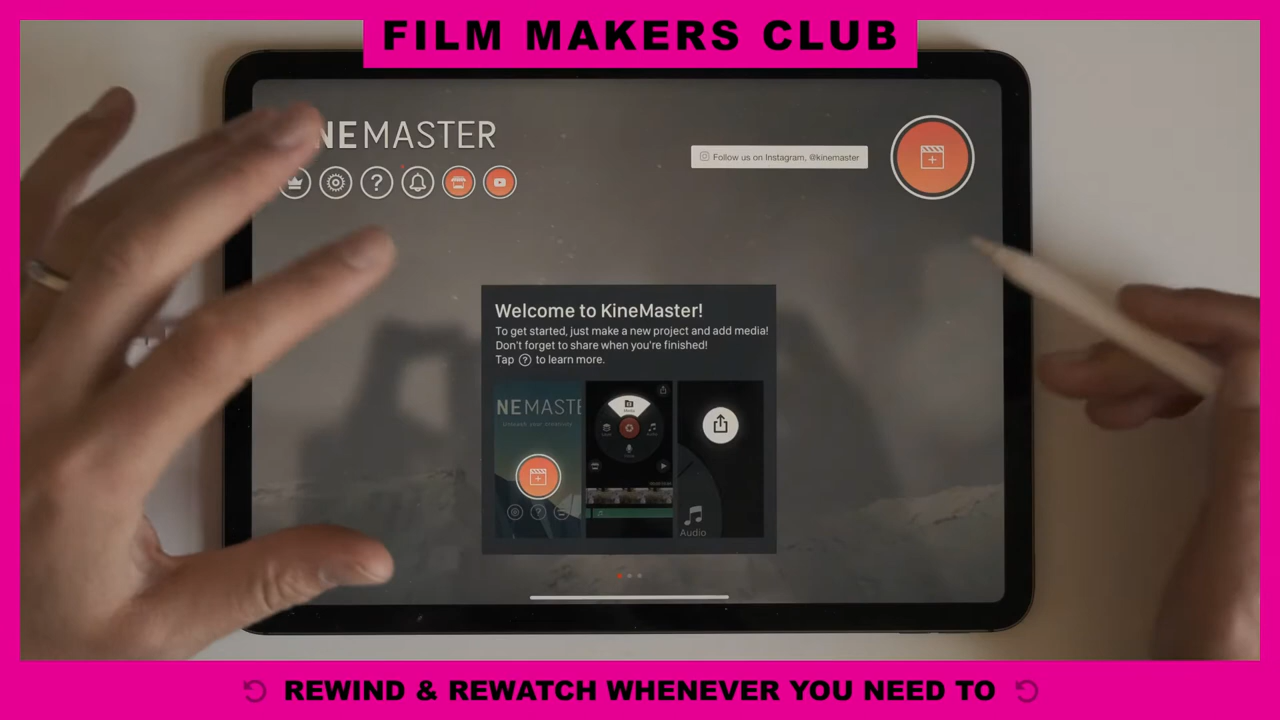 FILM MAKERS CLUB
NEMASTER
Follow us on Instagram, @kinemaster
Welcome to KineMaster!
To get started, just make a new project and add media!
Don't forget to share when you're finished!
Tap ? to learn more.
NEMASTE
Audio
REWIND & REWATCH WHENEVER YOU NEED TO